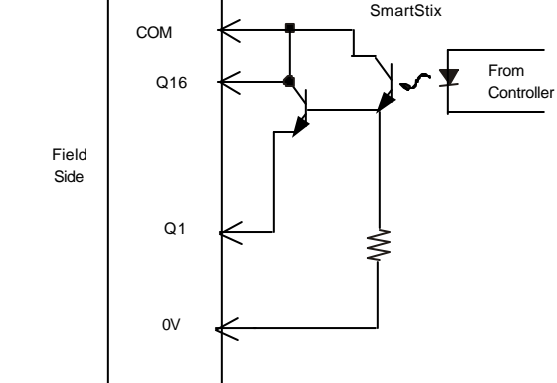 SmartStix
COM
Q16
From
Controller
Field
Side
Q1
0V